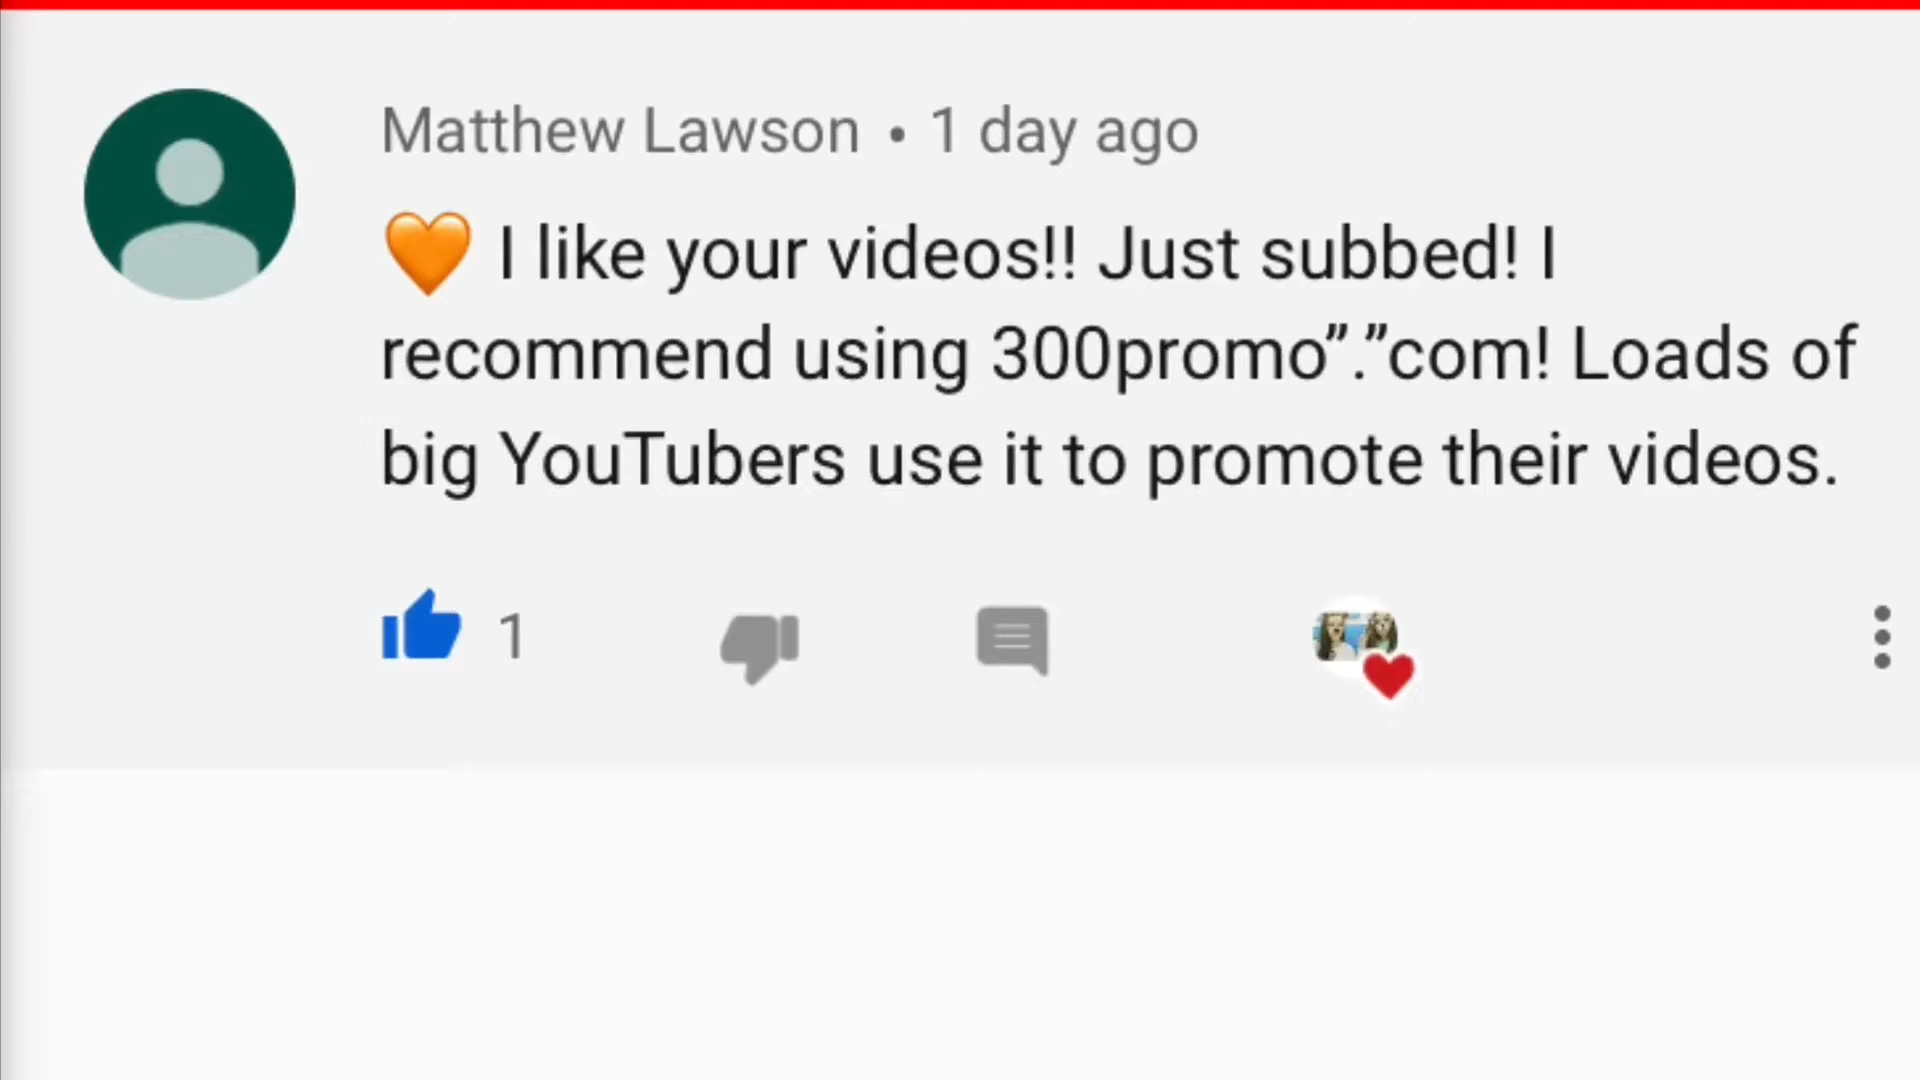 Matthew Lawson • 1 day ago
🧡 I like your videos!! Just subbed! I
recommend using 300promo”.”com! Loads of
big YouTubers use it to promote their videos.
1